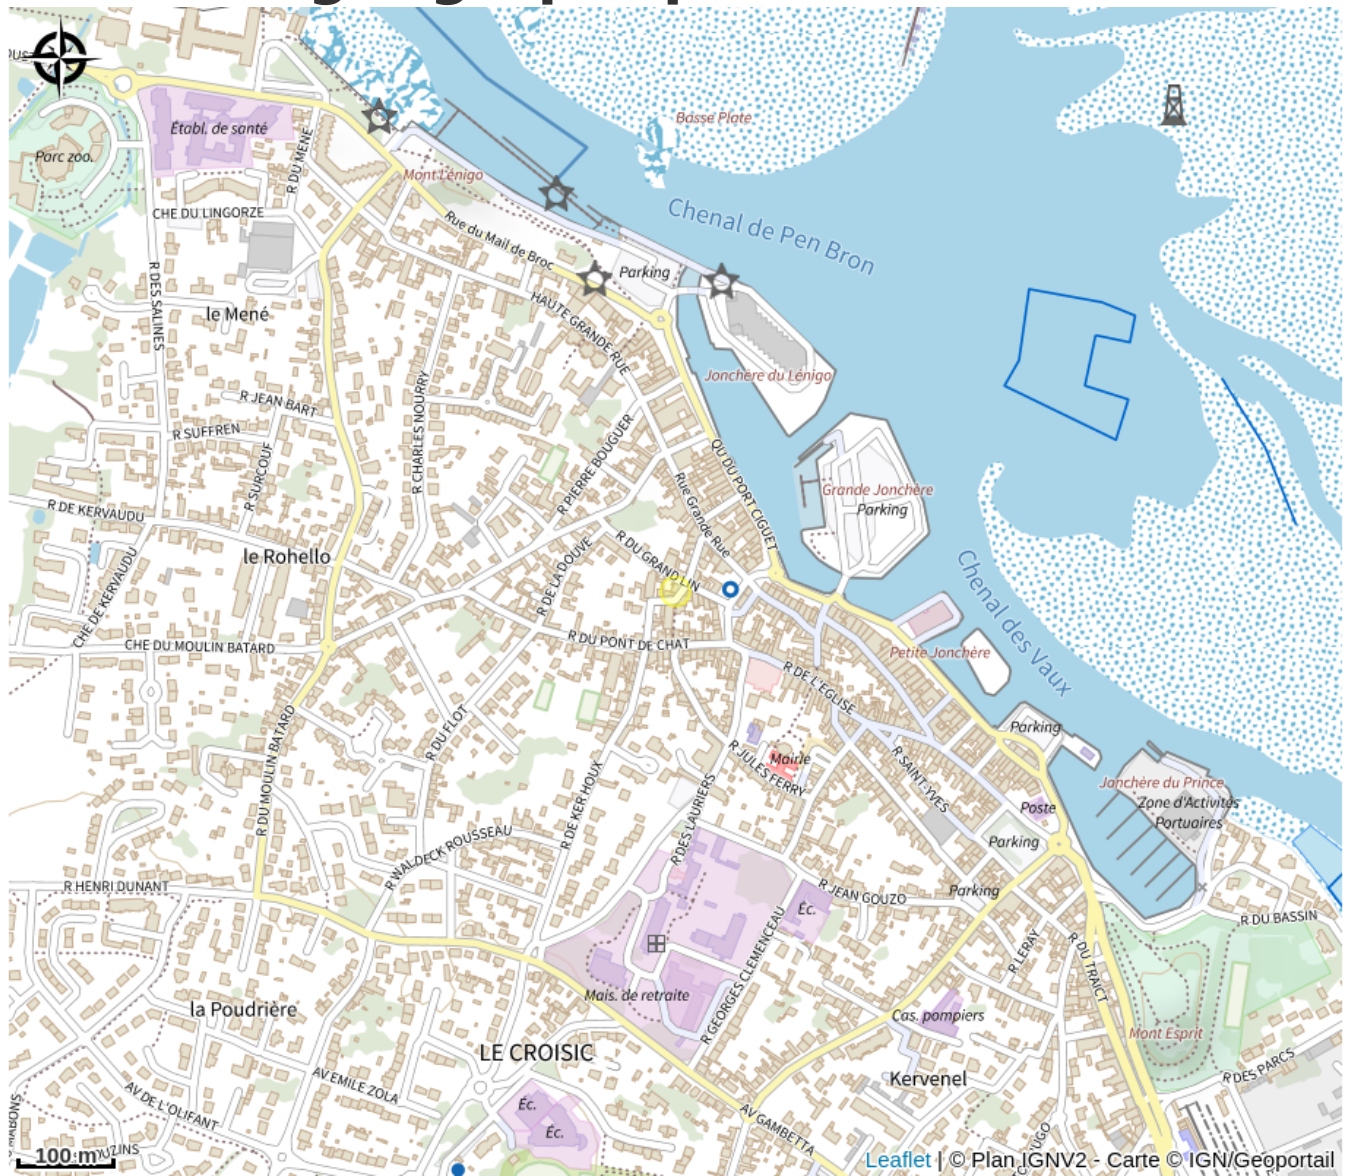 Établ. de santé
Parc zoo.
R DU MENE
CHE DU LINGORZE
R DES SALINES
le Mené
Mont Lénigo
Rue du Mail de Broc
Basse Plate
Chenal de Pen Bron
Parking
HAUTE GRANDE RUE
Jonchère du Lénigo
R JEAN BART
R SUFFREN
R SURCOUF
R CHARLES NOURRY
R PIERRE BOUGUER
QU DU PORT CIGUET
Rue Grande Rue
Grande Jonchère
Parking
R DE KERVAUDU
le Rohello
CHE DE KERVAUDU
R DE LA DOUVE
R DU GRAND LIN
Chenal des Vaux
CHE DU MOULIN BATARD
R DU PONT DE CHAT
Petite Jonchère
R DE L'EGLISE
R DU FLOT
R DU MOULIN BATARD
R JULES FERRY
Mairie
R SAINT-YVES
Parking
Jonchère du Prince
Zone d'Activités
Portuaires
Poste
Parking
R DE KER HOUX
R DES LAURIERS
R WALDECK ROUSSEAU
R HENRI DUNANT
R JEAN GOUZO
Parking
Éc.
R DU BASSIN
R LERAY
R DU TRAICT
R GEORGES CLEMENCEAU
Mais. de retraite
la Poudrière
Cas. pompiers
Mont Esprit
LE CROISIC
Kervenel
R DES PARCS
AV EMILE ZOLA
AV DE L'OLIFANT
Éc.
Éc.
AV GAMBETTA
100 m
Leaflet | © Plan IGNV2 - Carte © IGN/Geoportail